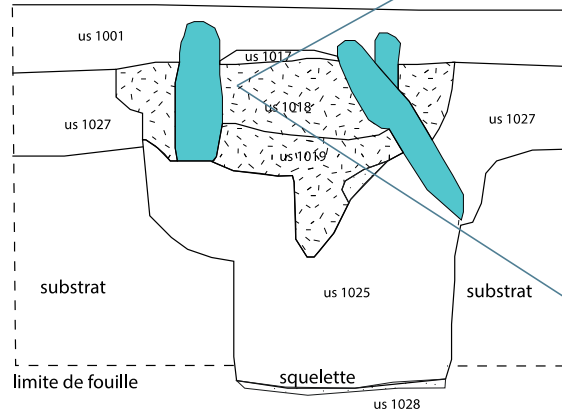 us 1001
us 1017
us 1018
us 1027
us 1027
us 1019
substrat
us 1025
substrat
squelette
limite de fouille
us 1028